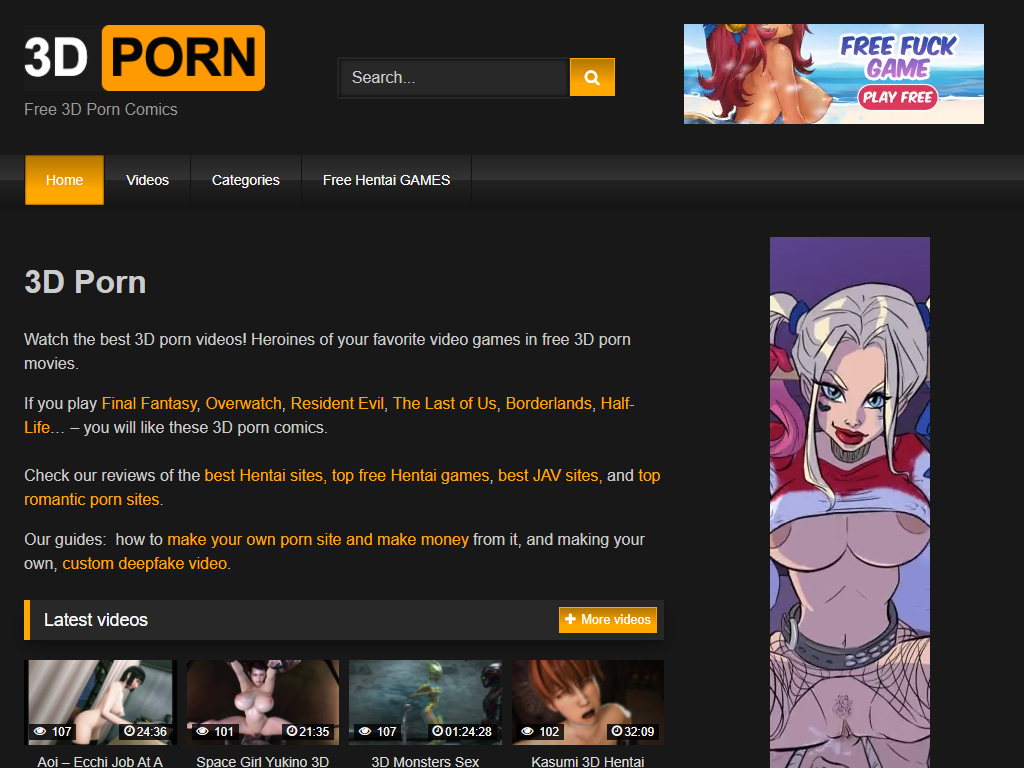 3D PORN
Free 3D Porn Comics
Search...
FREE FUCK
GAME
PLAY FREE
Home
Videos
Categories
Free Hentai GAMES
3D Porn
Watch the best 3D porn videos! Heroines of your favorite video games in free 3D porn
movies.
If you play Final Fantasy, Overwatch, Resident Evil, The Last of Us, Borderlands, Half-
Life… – you will like these 3D porn comics.
Check our reviews of the best Hentai sites, top free Hentai games, best JAV sites, and top
romantic porn sites.
Our guides:  how to make your own porn site and make money from it, and making your
own, custom deepfake video.
Latest videos
More videos
107
24:36
101
21:35
107
01:24:28
102
32:09
Aoi – Ecchi Job At A
Space Girl Yukino 3D
3D Monsters Sex
Kasumi 3D Hentai